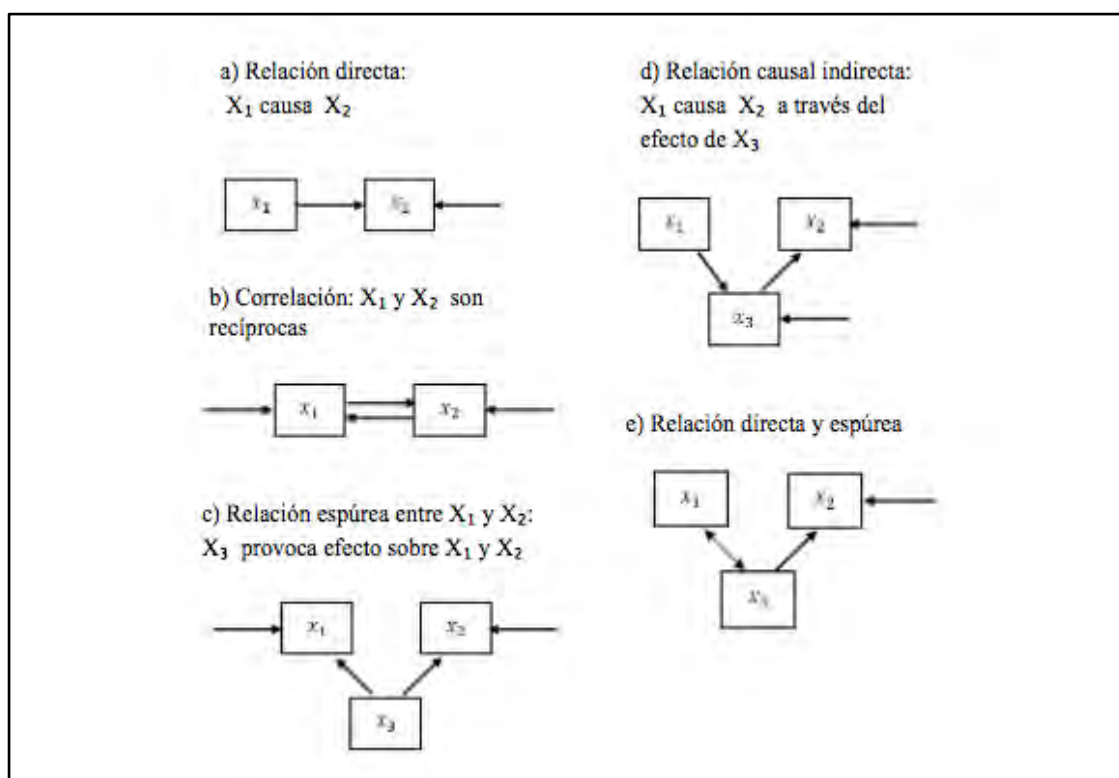 a) Relación directa:
X₁ causa X₂
x₁ x₂
b) Correlación: X₁ y X₂ son
recíprocas
x₁ x₂
c) Relación espúrea entre X₁ y X₂:
X₃ provoca efecto sobre X₁ y X₂
x₁ x₂
x₃
d) Relación causal indirecta:
X₁ causa X₂ a través del
efecto de X₃
x₁ x₂
x₃
e) Relación directa y espúrea
x₁ x₂
x₃